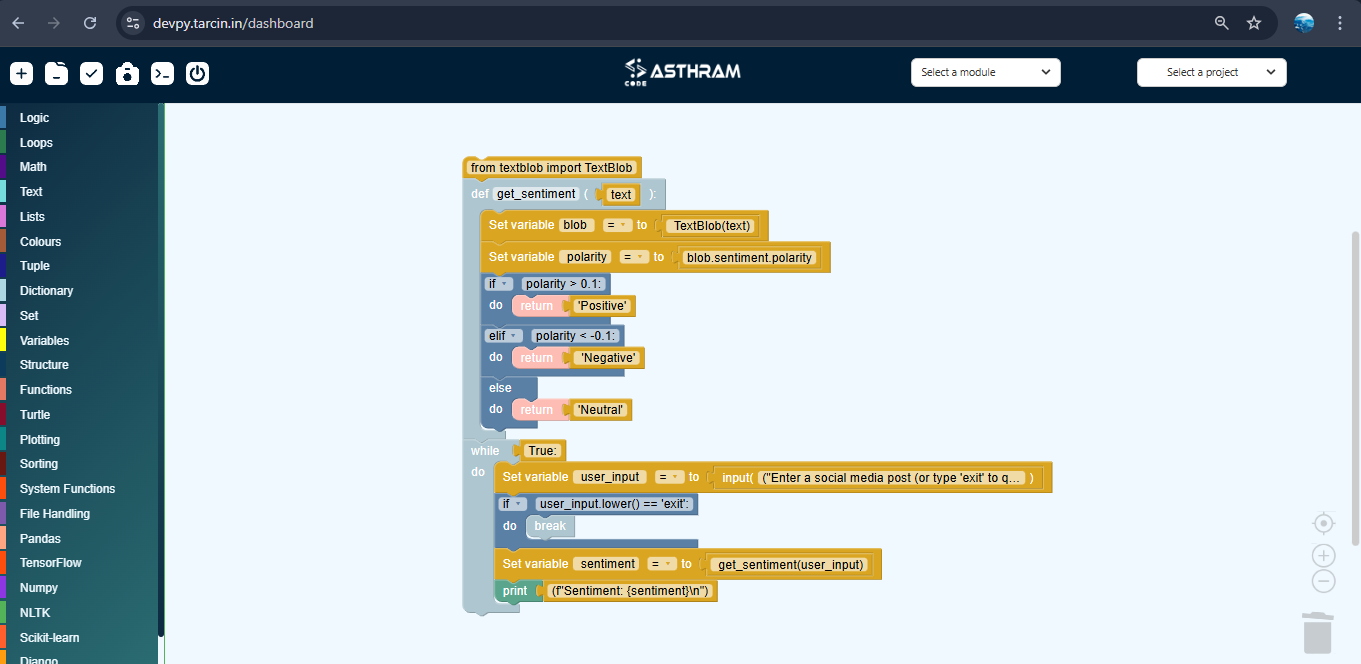 devpy.tarcin.in/dashboard
ASTHRAM
CODE
Select a module
Select a project
Logic
Loops
Math
Text
Lists
Colours
Tuple
Dictionary
Set
Variables
Structure
Functions
Turtle
Plotting
Sorting
System Functions
File Handling
Pandas
TensorFlow
Numpy
NLTK
Scikit-learn
Django
from textblob import TextBlob
def get_sentiment ( text ):
Set variable blob = to TextBlob(text)
Set variable polarity = to blob.sentiment.polarity
if polarity > 0.1:
do return 'Positive'
elif polarity < -0.1:
do return 'Negative'
else
do return 'Neutral'
while True:
do Set variable user_input = to input( ("Enter a social media post (or type 'exit' to q... )
if user_input.lower() == 'exit':
do break
Set variable sentiment = to get_sentiment(user_input)
print (f"Sentiment: {sentiment}\n")